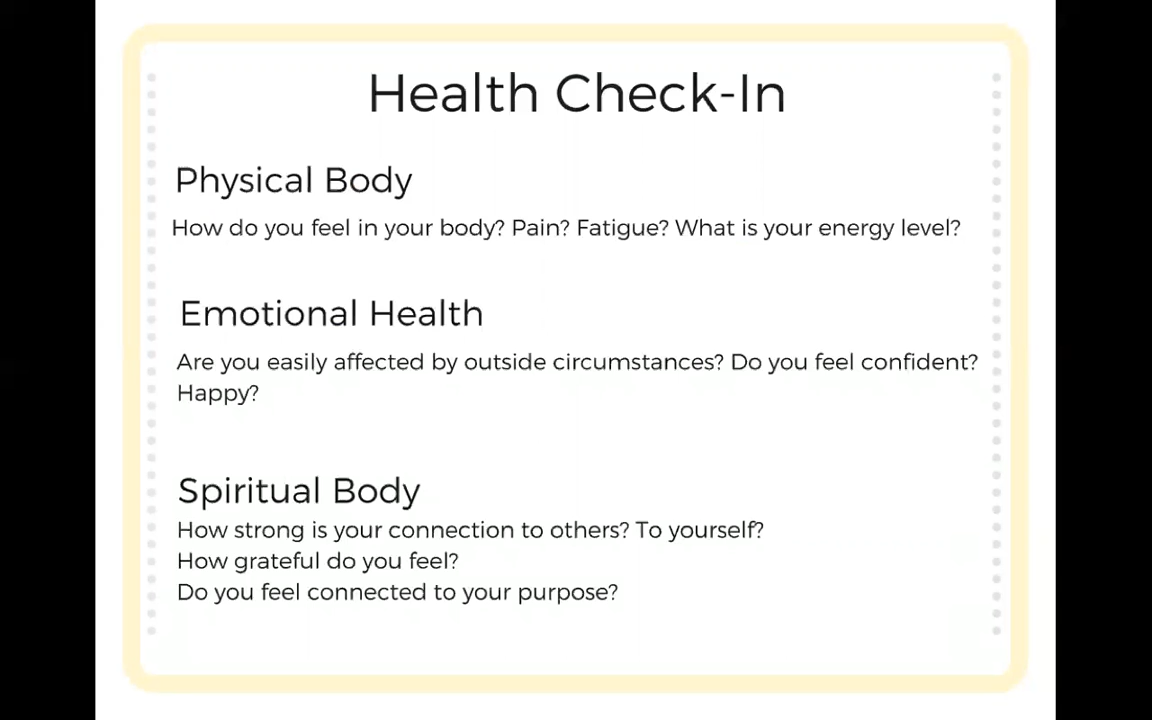 Health Check-In
Physical Body
How do you feel in your body? Pain? Fatigue? What is your energy level?
Emotional Health
Are you easily affected by outside circumstances? Do you feel confident?
Happy?
Spiritual Body
How strong is your connection to others? To yourself?
How grateful do you feel?
Do you feel connected to your purpose?